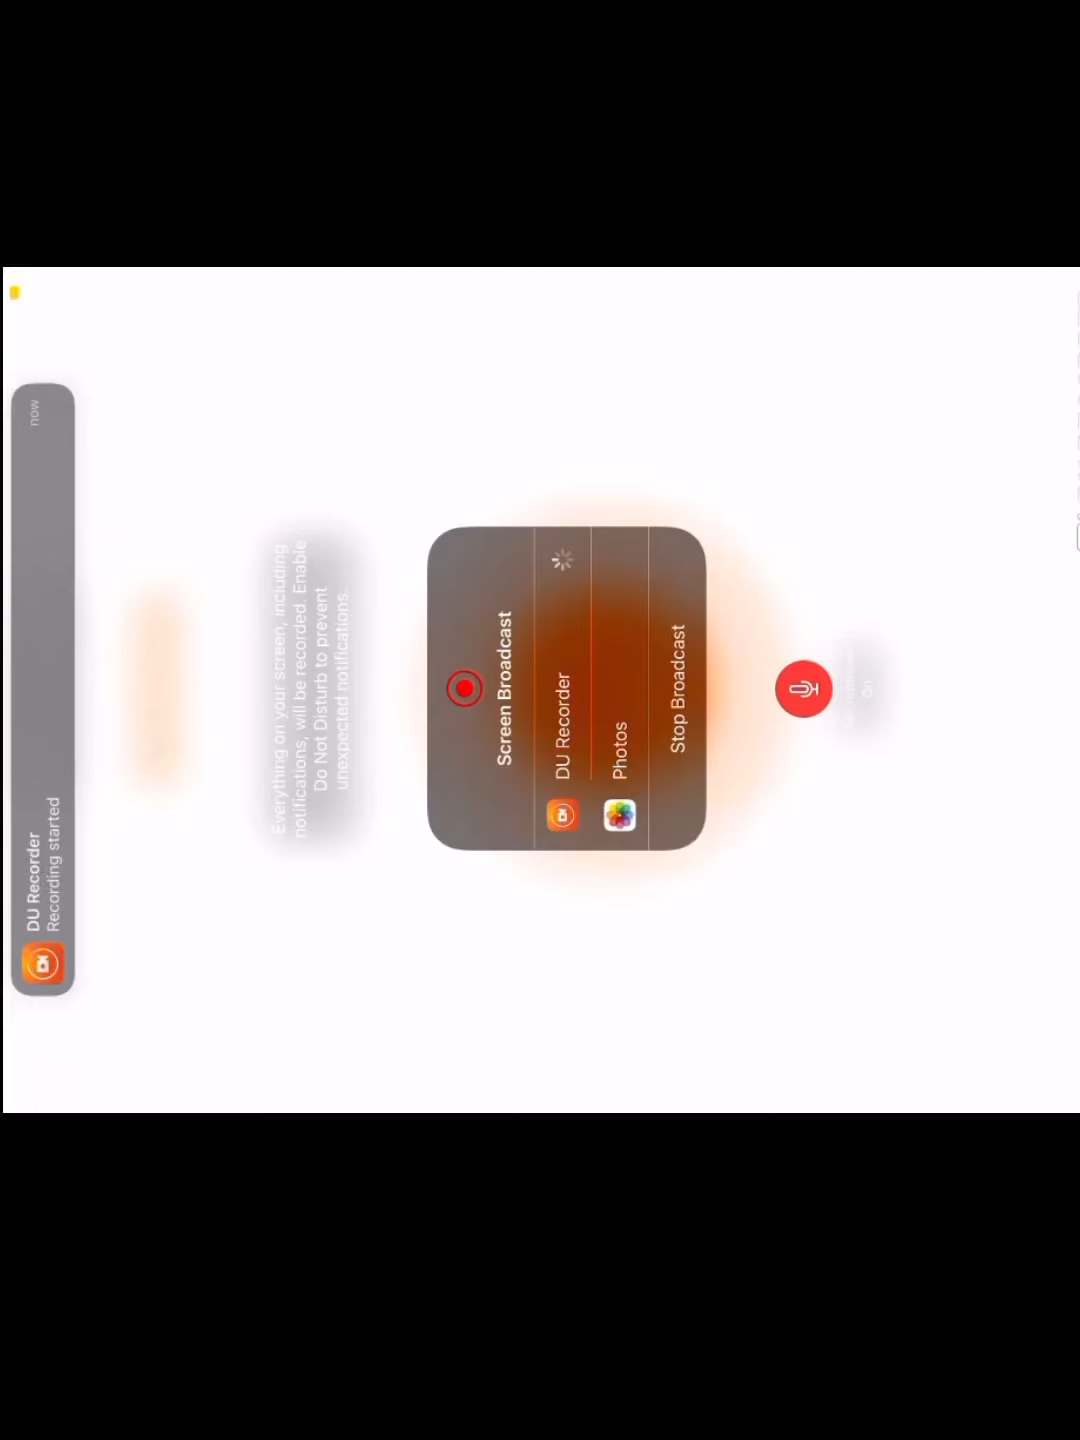 DU Recorder
now
Recording started
Everything on your screen, including
notifications, will be recorded. Enable
Do Not Disturb to prevent
unexpected notifications.
Screen Broadcast
DU Recorder
Photos
Stop Broadcast
On